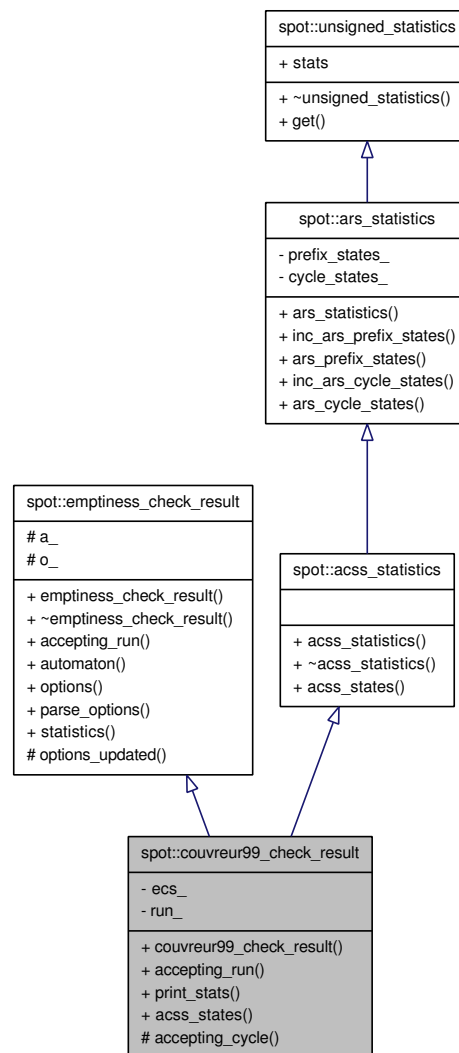 spot::unsigned_statistics
+ stats
+ ~unsigned_statistics()
+ get()
spot::ars_statistics
- prefix_states_
- cycle_states_
+ ars_statistics()
+ inc_ars_prefix_states()
+ ars_prefix_states()
+ inc_ars_cycle_states()
+ ars_cycle_states()
spot::emptiness_check_result
# a_
# o_
+ emptiness_check_result()
+ ~emptiness_check_result()
+ accepting_run()
+ automaton()
+ options()
+ parse_options()
+ statistics()
# options_updated()
spot::acss_statistics
+ acss_statistics()
+ ~acss_statistics()
+ acss_states()
spot::couvreur99_check_result
- ecs_
- run_
+ couvreur99_check_result()
+ accepting_run()
+ print_stats()
+ acss_states()
# accepting_cycle()